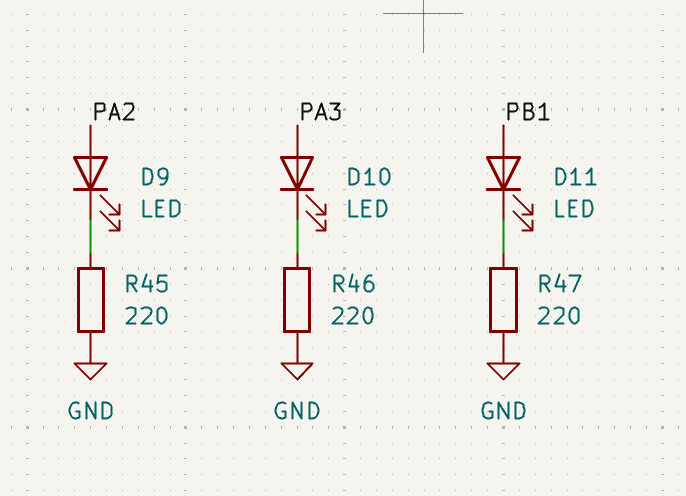 PA2
PA3
PB1
D9
LED
D10
LED
D11
LED
R45
220
R46
220
R47
220
GND
GND
GND